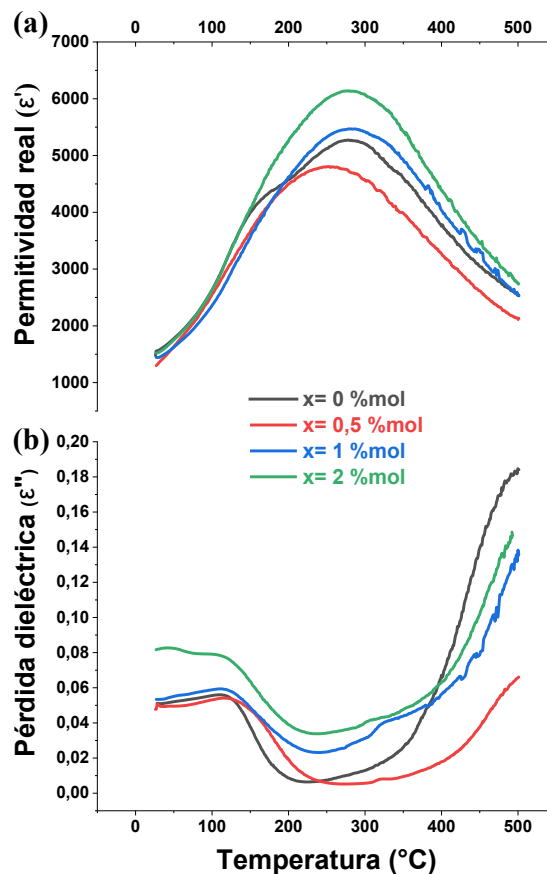 (a)
0 100 200 300 400 500
7000
6000
5000
4000
3000
2000
1000
Permitividad real (ε')
x= 0 %mol
x= 0,5 %mol
x= 1 %mol
x= 2 %mol
(b)
0,20
0,18
0,16
0,14
0,12
0,10
0,08
0,06
0,04
0,02
0,00
Pérdida dieléctrica (ε")
0 100 200 300 400 500
Temperatura (°C)